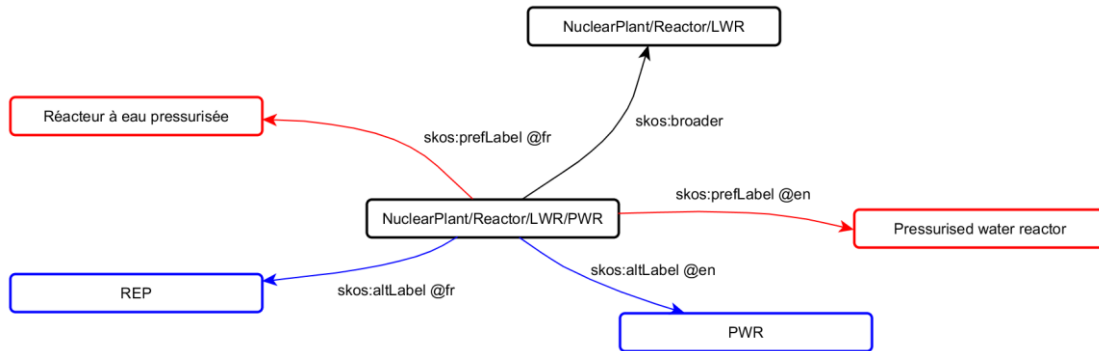 NuclearPlant/Reactor/LWR
Réacteur à eau pressurisée
skos:broader
skos:prefLabel @fr
skos:prefLabel @en
NuclearPlant/Reactor/LWR/PWR
Pressurised water reactor
skos:altLabel @en
REP
skos:altLabel @fr
PWR